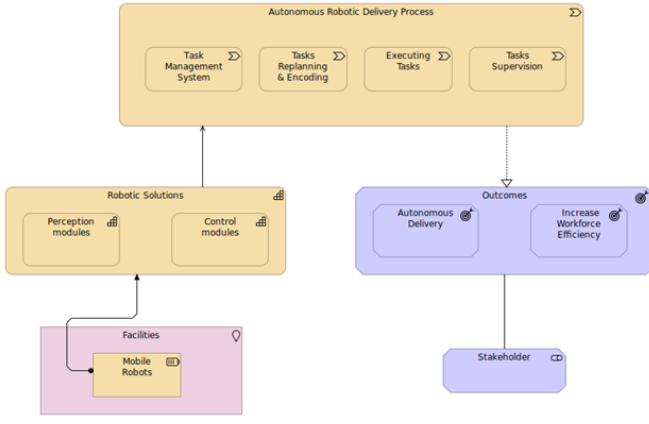 Autonomous Robotic Delivery Process
Task
Management
System
Tasks
Replanning
& Encoding
Executing
Tasks
Tasks
Supervision
Robotic Solutions
Perception
modules
Control
modules
Outcomes
Autonomous
Delivery
Increase
Workforce
Efficiency
Facilities
Mobile
Robots
Stakeholder